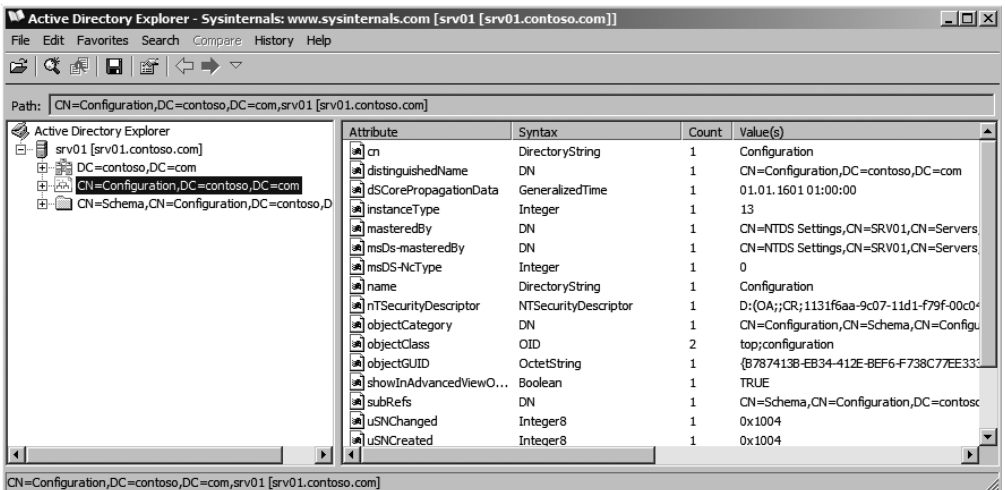 Active Directory Explorer - Sysinternals: www.sysinternals.com [srv01 [srv01.contoso.com]]
File Edit Favorites Search Compare History Help
Path: CN=Configuration,DC=contoso,DC=com,srv01 [srv01.contoso.com]
Active Directory Explorer
srv01 [srv01.contoso.com]
DC=contoso,DC=com
CN=Configuration,DC=contoso,DC=com
CN=Schema,CN=Configuration,DC=contoso,D
Attribute Syntax Count Value(s)
cn DirectoryString 1 Configuration
distinguishedName DN 1 CN=Configuration,DC=contoso,DC=com
dSCorePropagationData GeneralizedTime 1 01.01.1601 01:00:00
instanceType Integer 1 13
masteredBy DN 1 CN=NTDS Settings,CN=SRV01,CN=Servers,
msDs-masteredBy DN 1 CN=NTDS Settings,CN=SRV01,CN=Servers,
msDS-NcType Integer 1 0
name DirectoryString 1 Configuration
nTSecurityDescriptor NTSecurityDescriptor 1 D:(OA;;CR;1131f6aa-9c07-11d1-f79f-00c04
objectCategory DN 1 CN=Configuration,CN=Schema,CN=Configu
objectClass OID 2 top;configuration
objectGUID OctetString 1 {B787413B-EB34-412E-BEF6-F738C77EE333
showInAdvancedViewO... Boolean 1 TRUE
subRefs DN 1 CN=Schema,CN=Configuration,DC=contoso
uSNChanged Integer8 1 0x1004
uSNCreated Integer8 1 0x1004
CN=Configuration,DC=contoso,DC=com,srv01 [srv01.contoso.com]